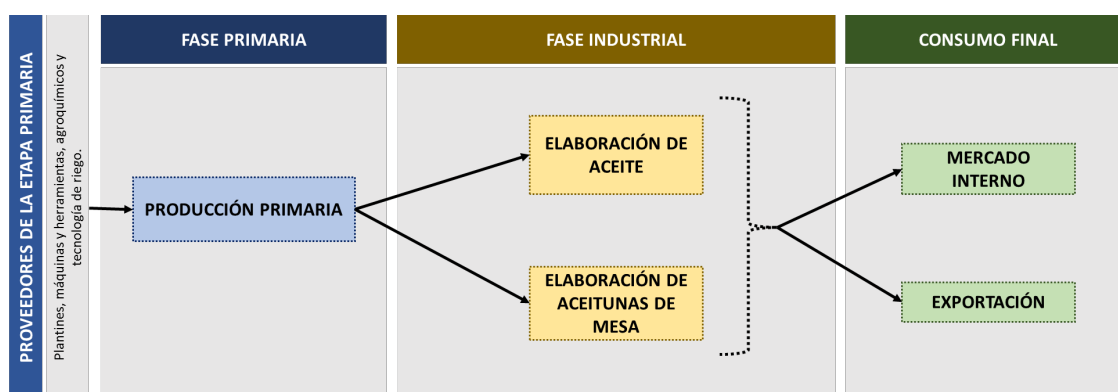 PROVEEDORES DE LA ETAPA PRIMARIA
Plantines, máquinas y herramientas, agroquímicos y
tecnología de riego.
FASE PRIMARIA
PRODUCCIÓN PRIMARIA
FASE INDUSTRIAL
ELABORACIÓN DE
ACEITE
ELABORACIÓN DE
ACEITUNAS DE
MESA
CONSUMO FINAL
MERCADO
INTERNO
EXPORTACIÓN